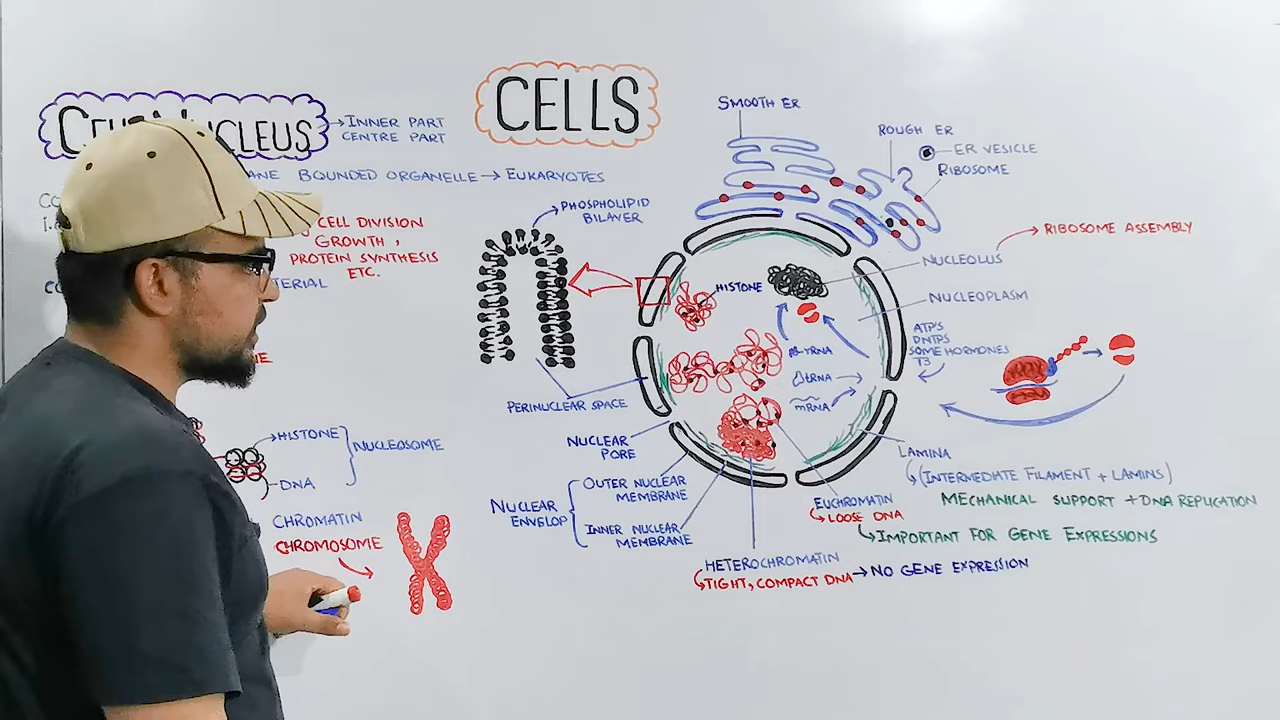 CELLS
NUCLEUS
INNER PART
CENTRE PART
BOUNDED ORGANELLE → EUKARYOTES
CELL DIVISION
GROWTH,
PROTEIN SYNTHESIS
ETC.
HISTONE
NUCLEOSOME
DNA
CHROMATIN
CHROMOSOME
PHOSPHOLIPID
BILAYER
PERINUCLEAR SPACE
NUCLEAR
PORE
NUCLEAR
ENVELOP
OUTER NUCLEAR
MEMBRANE
INNER NUCLEAR
MEMBRANE
SMOOTH ER
ROUGH ER
ER VESICLE
RIBOSOME
RIBOSOME ASSEMBLY
NUCLEOLUS
HISTONE
NUCLEOPLASM
ATPS
DNTPS
SOME HORMONES
T3
rRNA
tRNA
mRNA
LAMINA
(INTERMEDIATE FILAMENT + LAMINS)
MECHANICAL SUPPORT + DNA REPLICATION
EUCHROMATIN
LOOSE DNA
IMPORTANT FOR GENE EXPRESSIONS
HETEROCHROMATIN
TIGHT, COMPACT DNA → NO GENE EXPRESSION